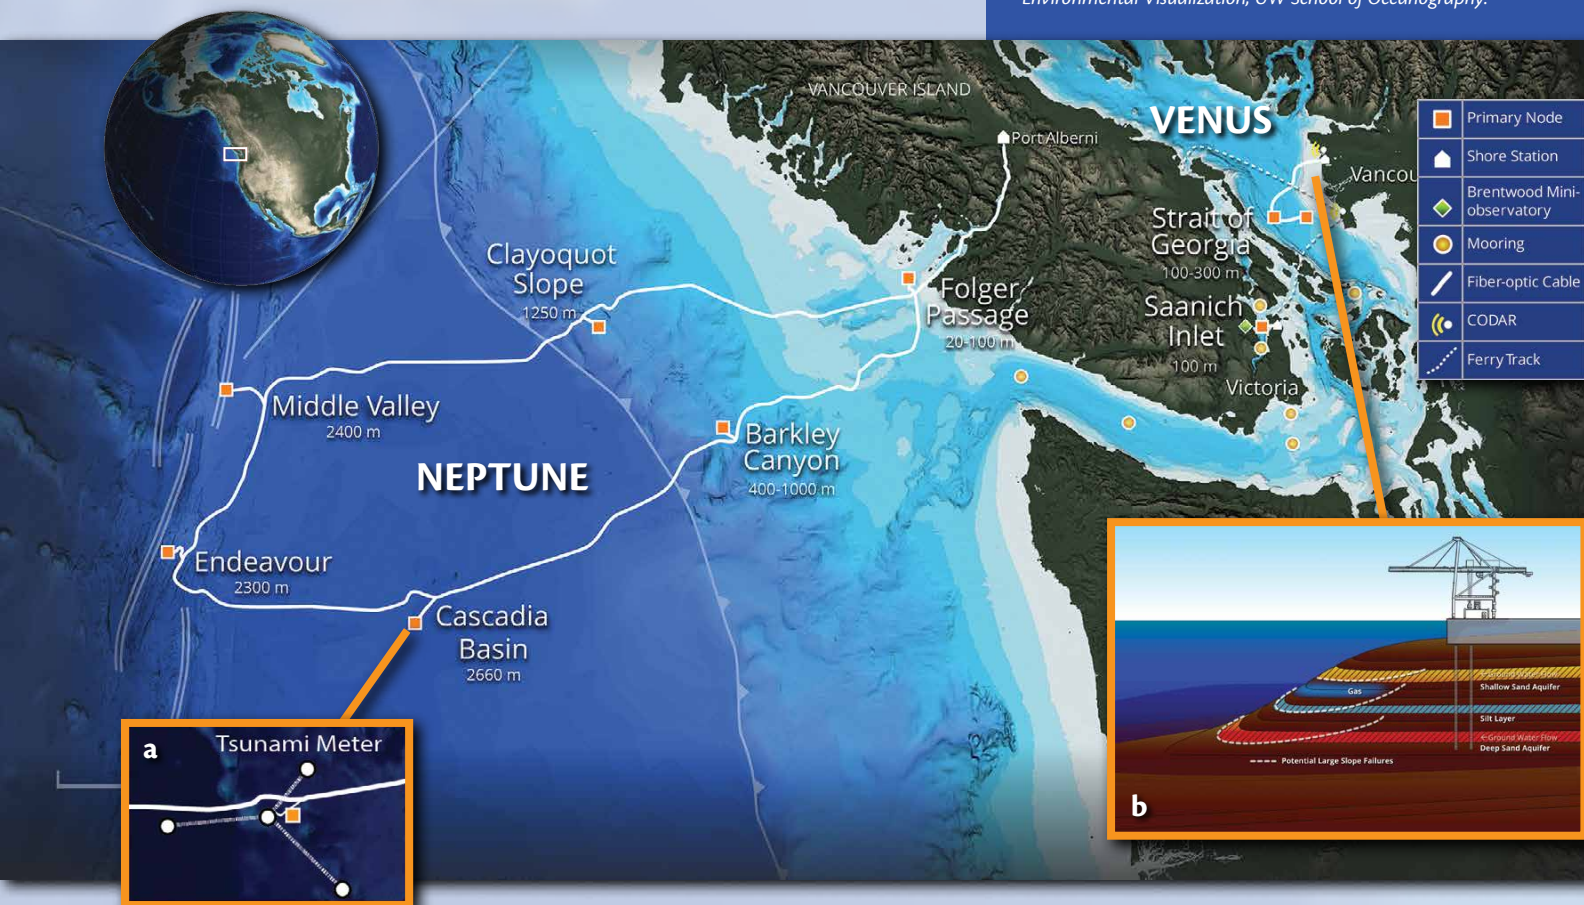 Environmental Visualization, UW School of Oceanography.
VANCOUVER ISLAND
Port Alberni
VENUS
Vancou
Strait of
Georgia
100-300 m
Saanich
Inlet
100 m
Victoria
Primary Node
Shore Station
Brentwood Mini-
observatory
Mooring
Fiber-optic Cable
CODAR
Ferry Track
Clayoquot
Slope
1250 m
Folger
Passage
20-100 m
Middle Valley
2400 m
NEPTUNE
Barkley
Canyon
400-1000 m
Endeavour
2300 m
Cascadia
Basin
2660 m
a
Tsunami Meter
Gas
←Ground Water Flow
Shallow Sand Aquifer
Silt Layer
←Ground Water Flow
Deep Sand Aquifer
Potential Large Slope Failures
b